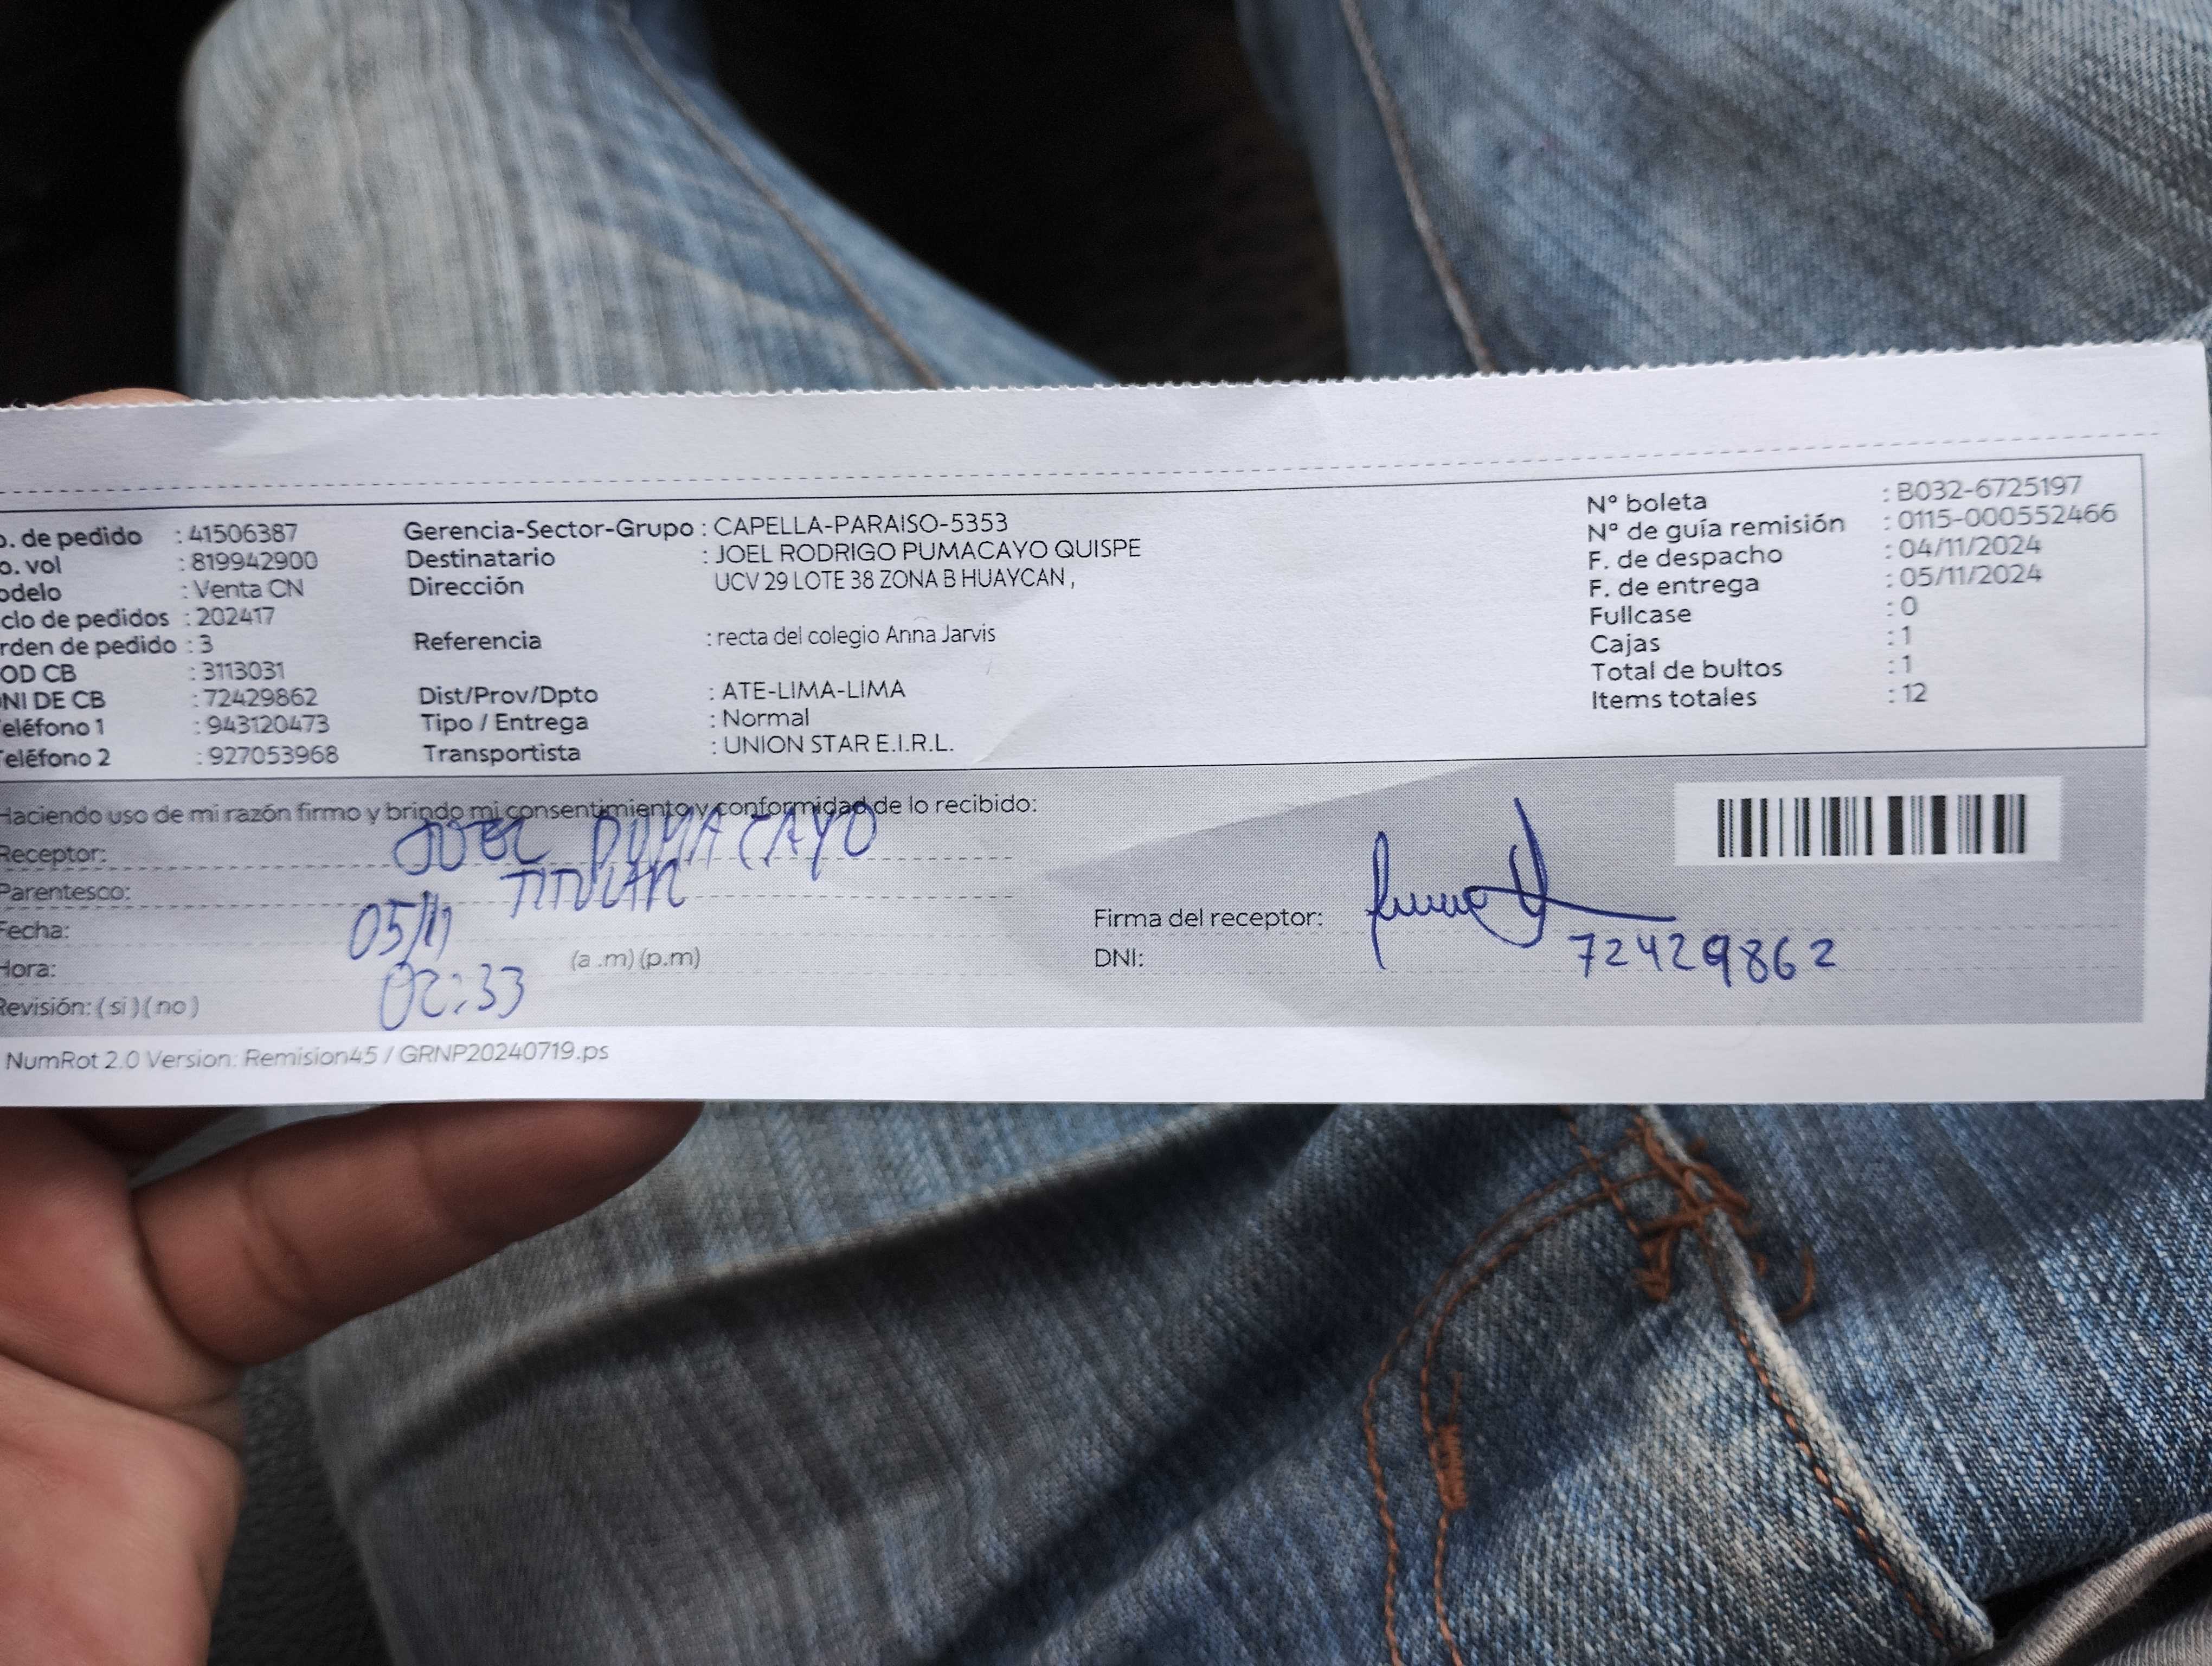 o. de pedido : 41506387 Gerencia-Sector-Grupo : CAPELLA-PARAISO-5353 N° boleta : B032-6725197
o. vol : 819942900 Destinatario : JOEL RODRIGO PUMACAYO QUISPE N° de guía remisión : 0115-000552466
odelo : Venta CN Dirección UCV 29 LOTE 38 ZONA B HUAYCAN , F. de despacho : 04/11/2024
clo de pedidos : 202417 F. de entrega : 05/11/2024
rden de pedido : 3 Referencia : recta del colegio Anna Jarvis Fullcase : 0
OD CB : 3113031 Cajas : 1
NI DE CB : 72429862 Dist/Prov/Dpto : ATE-LIMA-LIMA Total de bultos : 1
eléfono 1 : 943120473 Tipo / Entrega : Normal Items totales : 12
eléfono 2 : 927053968 Transportista : UNION STAR E.I.R.L.
Haciendo uso de mi razón firmo y brindo mi consentimiento y conformidad de lo recibido:
Receptor: JOEL PUMACAYO
Parentesco: TITULAR
Fecha: 05/11 Firma del receptor:
Hora: 02:33 (a .m) (p.m) DNI: 72429862
Revisión: ( si ) ( no )
NumRot 2.0 Version: Remision45 / GRNP20240719.ps